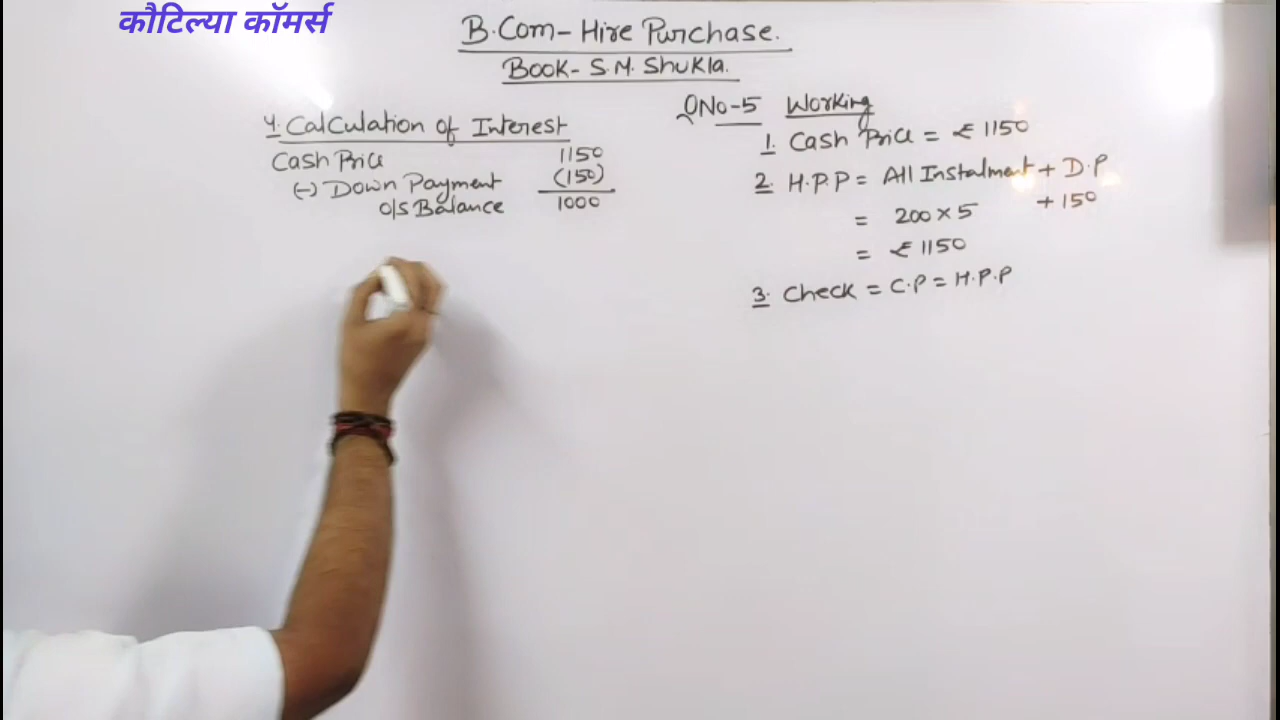 कौटिल्या कॉमर्स
B.Com - Hire Purchase.
Book - S.M. Shukla.
4. Calculation of Interest
Cash Price 1150
(-) Down Payment (150)
O/S Balance 1000
QNo-5 Working
1. Cash Price = ₹ 1150
2. H.P.P = All Instalment + D.P
= 200 × 5 + 150
= ₹ 1150
3. Check = C.P = H.P.P